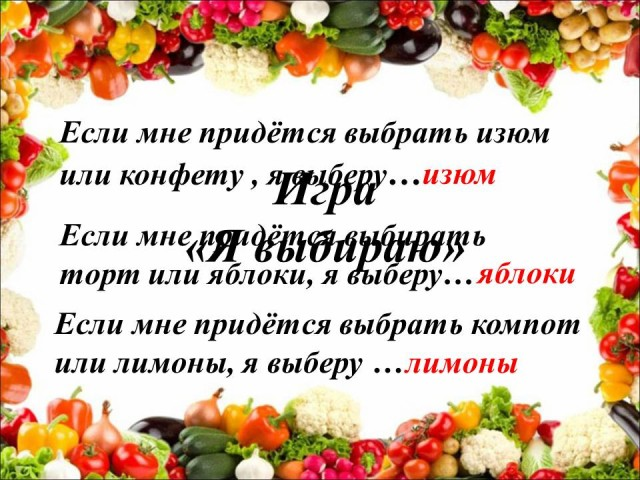 Если мне придётся выбрать изюм
или конфету , я выберу…изюм
Игра
Если мне придётся выбирать
«Я выбираю»
торт или яблоки, я выберу…яблоки
Если мне придётся выбрать компот
или лимоны, я выберу …лимоны